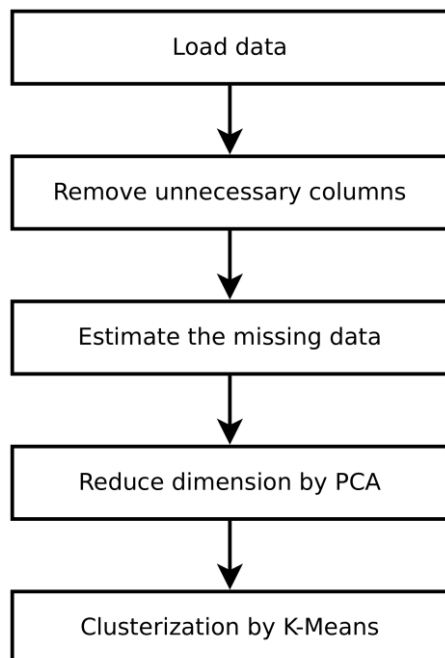 Load data
Remove unnecessary columns
Estimate the missing data
Reduce dimension by PCA
Clusterization by K-Means